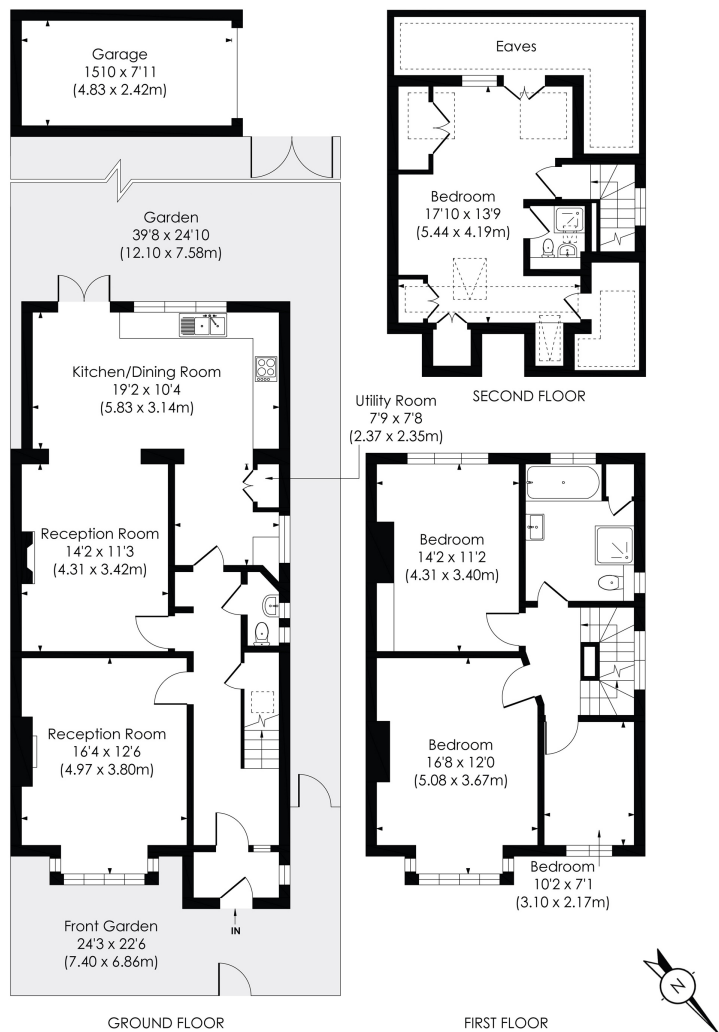 Garage
1510 x 7'11
(4.83 x 2.42m)
Garden
39'8 x 24'10
(12.10 x 7.58m)
Kitchen/Dining Room
19'2 x 10'4
(5.83 x 3.14m)
Utility Room
7'9 x 7'8
(2.37 x 2.35m)
Reception Room
14'2 x 11'3
(4.31 x 3.42m)
Reception Room
16'4 x 12'6
(4.97 x 3.80m)
IN
Front Garden
24'3 x 22'6
(7.40 x 6.86m)
GROUND FLOOR
Eaves
Bedroom
17'10 x 13'9
(5.44 x 4.19m)
SECOND FLOOR
Bedroom
14'2 x 11'2
(4.31 x 3.40m)
Bedroom
16'8 x 12'0
(5.08 x 3.67m)
Bedroom
10'2 x 7'1
(3.10 x 2.17m)
FIRST FLOOR
N